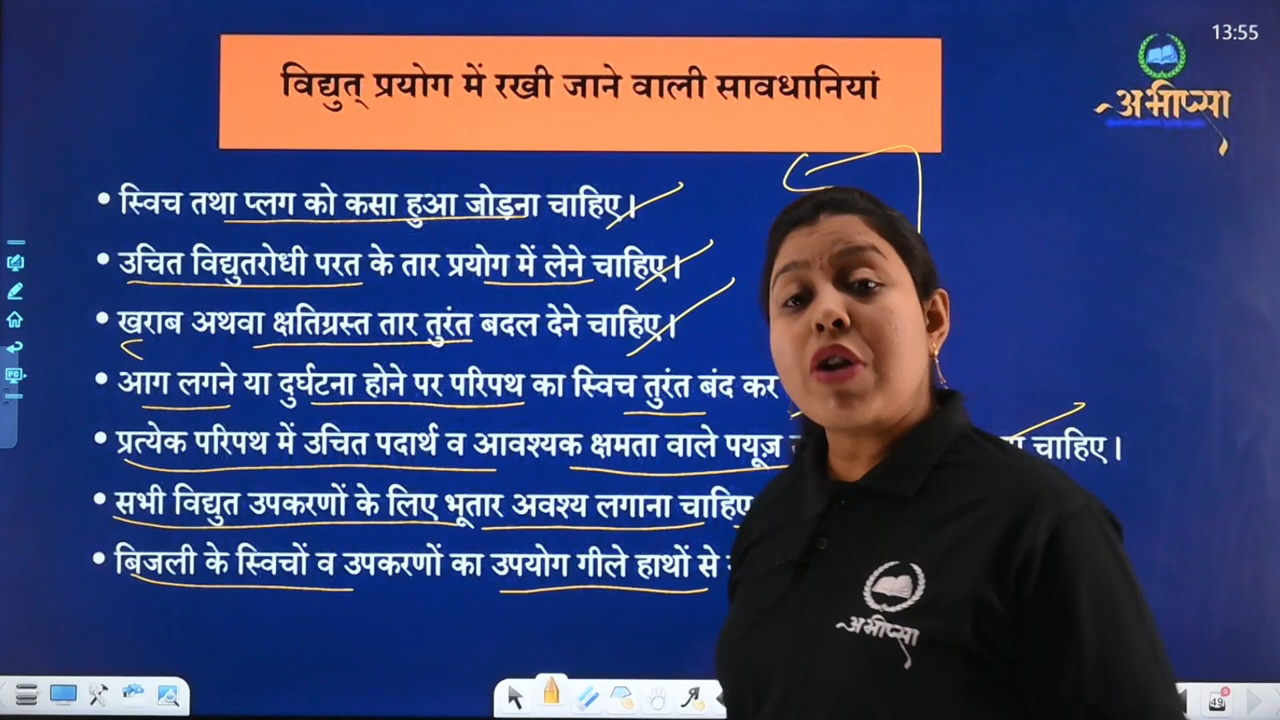 13:55
विद्युत् प्रयोग में रखी जाने वाली सावधानियां
अभीप्सा
• स्विच तथा प्लग को कसा हुआ जोड़ना चाहिए।
• उचित विद्युतरोधी परत के तार प्रयोग में लेने चाहिए।
• खराब अथवा क्षतिग्रस्त तार तुरंत बदल देने चाहिए।
• आग लगने या दुर्घटना होने पर परिपथ का स्विच तुरंत बंद कर
• प्रत्येक परिपथ में उचित पदार्थ व आवश्यक क्षमता वाले पयूज़ चाहिए।
• सभी विद्युत उपकरणों के लिए भूतार अवश्य लगाना चाहिए
• बिजली के स्विचों व उपकरणों का उपयोग गीले हाथों से
अभीप्सा
49